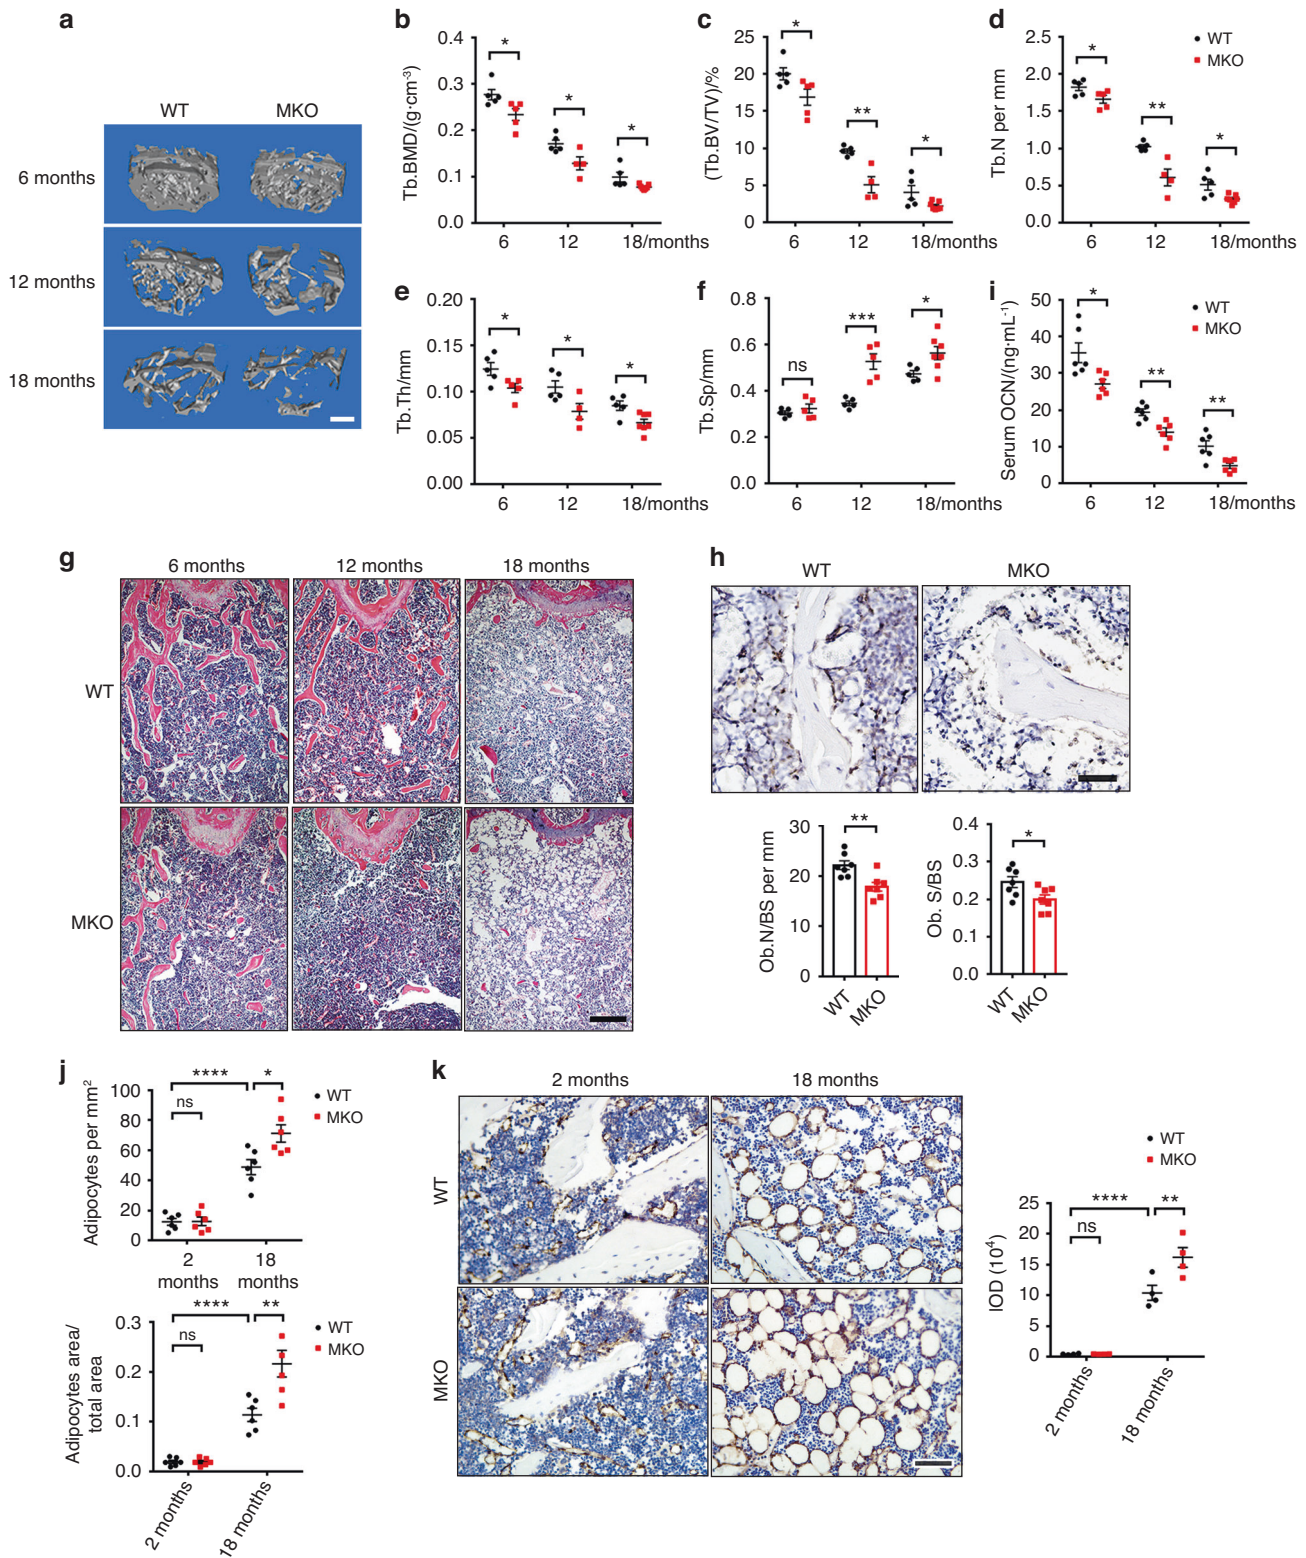 a
WT MKO
6 months
12 months
18 months
b
Tb.BMD/(g·cm⁻³)
0.4
0.3
0.2
0.1
0.0
* * *
6 12 18/months
c
(Tb.BV/TV)/%
25
20
15
10
5
0
* ** *
6 12 18/months
d
Tb.N per mm
2.5
2.0
1.5
1.0
0.5
0.0
* ** *
WT
MKO
6 12 18/months
e
Tb.Th/mm
0.20
0.15
0.10
0.05
0.00
* * *
6 12 18/months
f
Tb.Sp/mm
0.8
0.6
0.4
0.2
0.0
ns *** *
6 12 18/months
i
Serum OCN/(ng·mL⁻¹)
50
40
30
20
10
0
* ** **
WT
MKO
6 12 18/months
g
6 months 12 months 18 months
WT
MKO
h
WT MKO
Ob.N/BS per mm
30
20
10
0
**
WT MKO
Ob. S/BS
0.4
0.3
0.2
0.1
0.0
*
WT MKO
j
Adipocytes per mm²
100
80
60
40
20
0
**** *
ns
WT
MKO
2 18
months months
Adipocytes area/
total area
0.3
0.2
0.1
0.0
**** **
ns
WT
MKO
2 months 18 months
k
2 months 18 months
WT
MKO
WT
MKO
IOD (10⁴)
25
20
15
10
5
0
**** **
ns
2 months 18 months